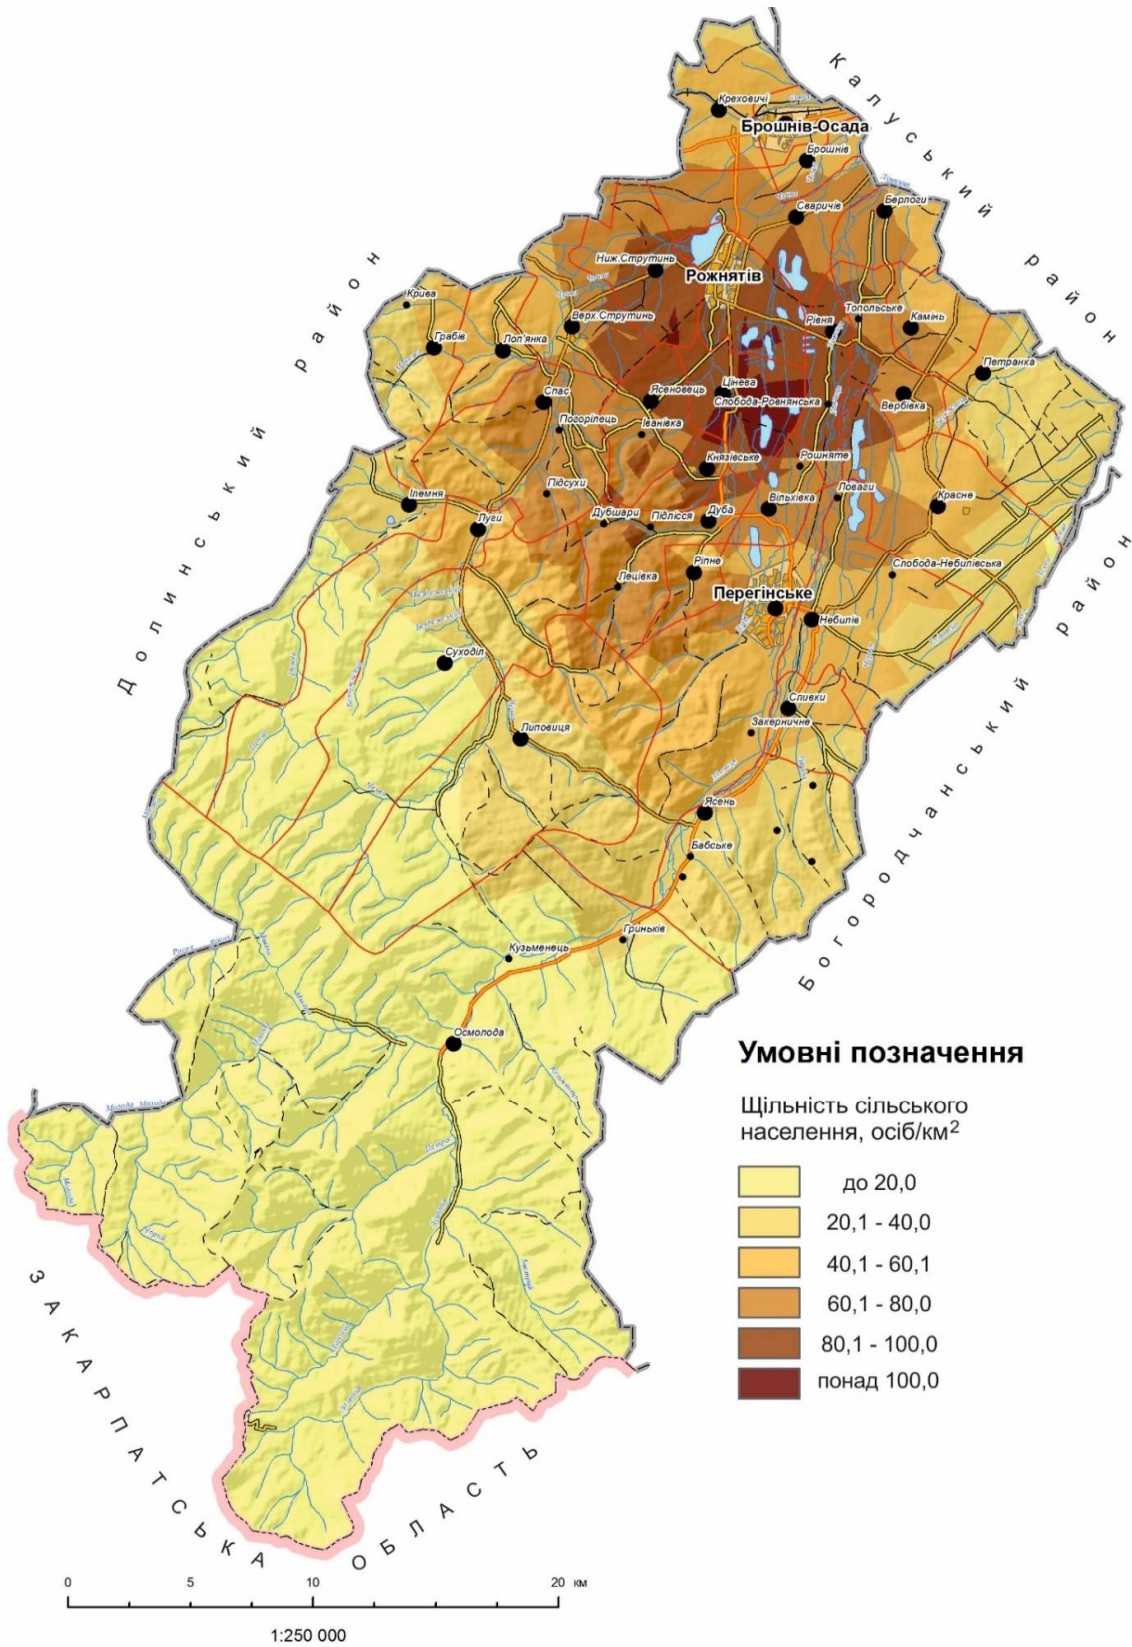 Калуський район
Креховичі
Брошнів-Осада
Брошнів
Сваричів
Берлоги
Ниж.Струтинь
Рожнятів
Крива
Верх.Струтинь
Рівня
Топольське
Камінь
Грабів
Лоп'янка
Петранка
Спас
Ясеновець
Цінева
Слобода-Ровнянська
Вербівка
Погорілець
Іванівка
Князівське
Рошняте
Ілемня
Підсухи
Вільхівка
Ловаги
Красне
Луги
Дубшари
Підлісся
Дуба
Ріпне
Лецівка
Слобода-Небилівська
Перегінське
Небилів
Долинський район
Суходіл
Сливки
Закерничне
Липовиця
Ясень
Бабське
Богородчанський район
Гриньків
Кузьменець
Осмолода
Умовні позначення
Щільність сільського
населення, осіб/км2
до 20,0
20,1 - 40,0
40,1 - 60,1
60,1 - 80,0
80,1 - 100,0
понад 100,0
ЗАКАРПАТСЬКА ОБЛАСТЬ
0 5 10 20 км
1:250 000